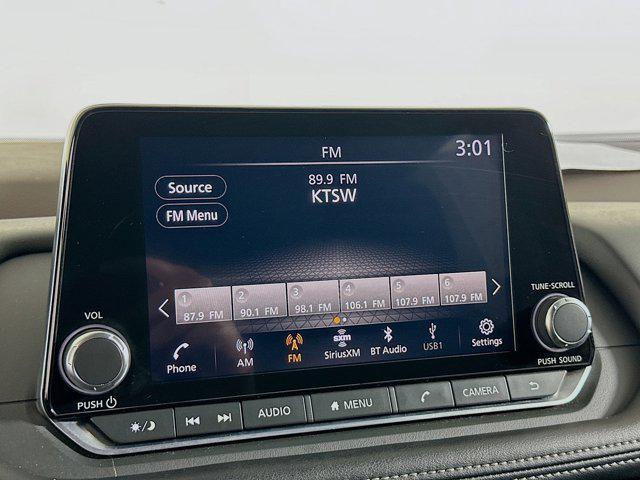 FM
3:01
Source
89.9 FM
FM Menu
KTSW
1 2 3 4 5 6
87.9 FM 90.1 FM 98.1 FM 106.1 FM 107.9 FM 107.9 FM
TUNE·SCROLL
VOL
Phone AM FM sxm SiriusXM BT Audio USB1 Settings
PUSH
PUSH SOUND
AUDIO MENU CAMERA